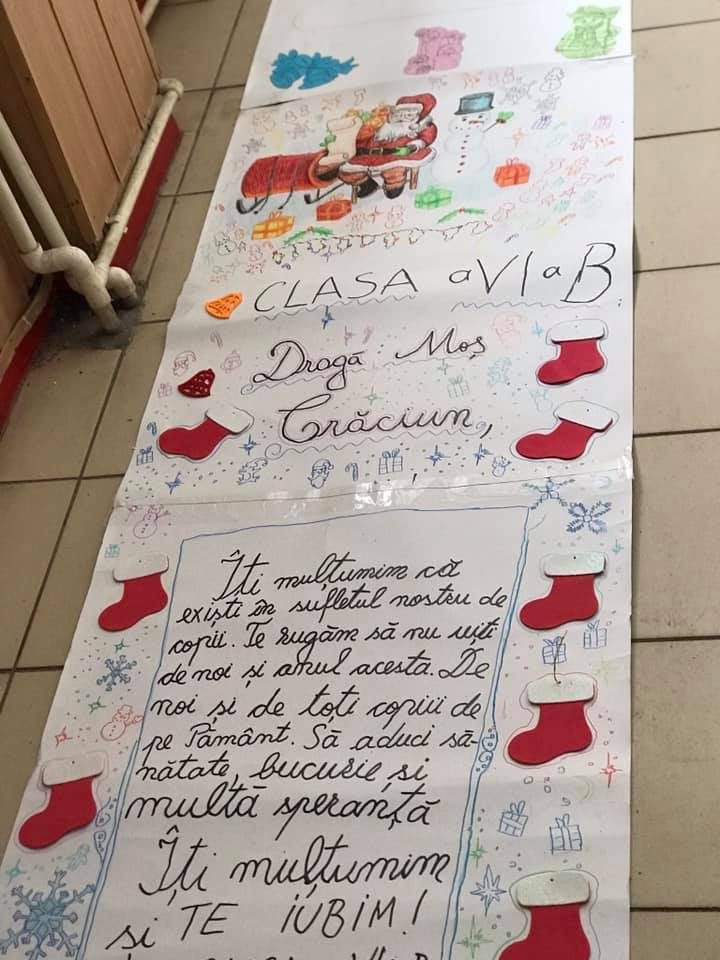 CLASA a VI a B
Dragă Moș
Crăciun,
Îți mulțumim că
existi în sufletul nostru de
copii. Te rugăm să nu uiți
de noi și anul acesta. De
noi și de toți copiii de
pe Pământ. Să aduci să-
nătate, bucurie și
multă speranță
Îți mulțumim
și TE IUBIM!